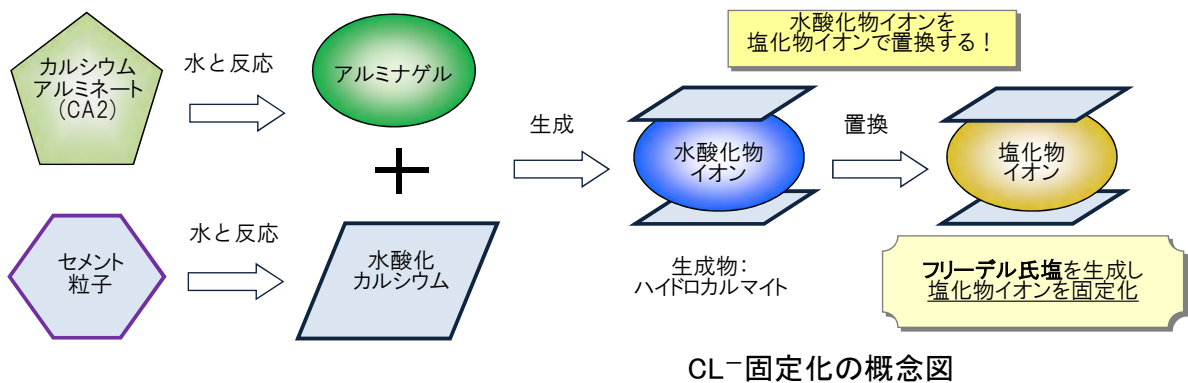 カルシウム
アルミネート
(CA2)
水と反応
アルミナゲル
セメント
粒子
水と反応
水酸化
カルシウム
生成
水酸化物
イオン
生成物:
ハイドロカルマイト
水酸化物イオンを
塩化物イオンで置換する!
置換
塩化物
イオン
フリーデル氏塩を生成し
塩化物イオンを固定化
CL−固定化の概念図